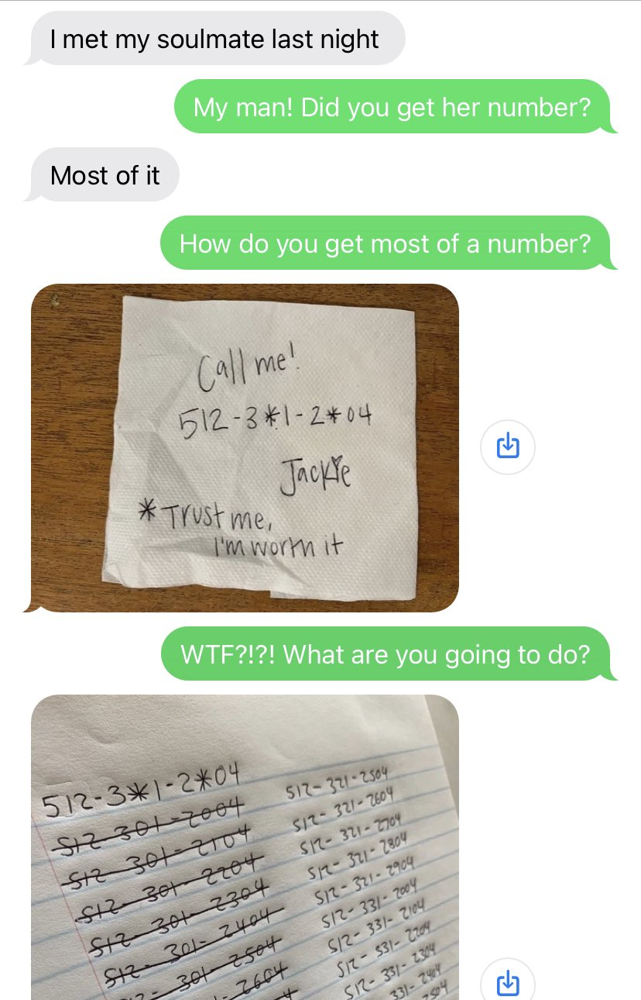 I met my soulmate last night
My man! Did you get her number?
Most of it
How do you get most of a number?
Call me!
512-3*1-2*04
Jackie
*Trust me,
I'm worth it
WTF?!?! What are you going to do?
512-3*1-2*04
512-301-2004
512-301-2104
512-301-2204
512-301-2304
512-301-2404
512-301-2504
301-2604
512-321-2504
512-321-2604
512-321-2704
512-321-2804
512-321-2904
512-331-2004
512-331-2104
512-331-2204
512-331-2304
331-2404
2504